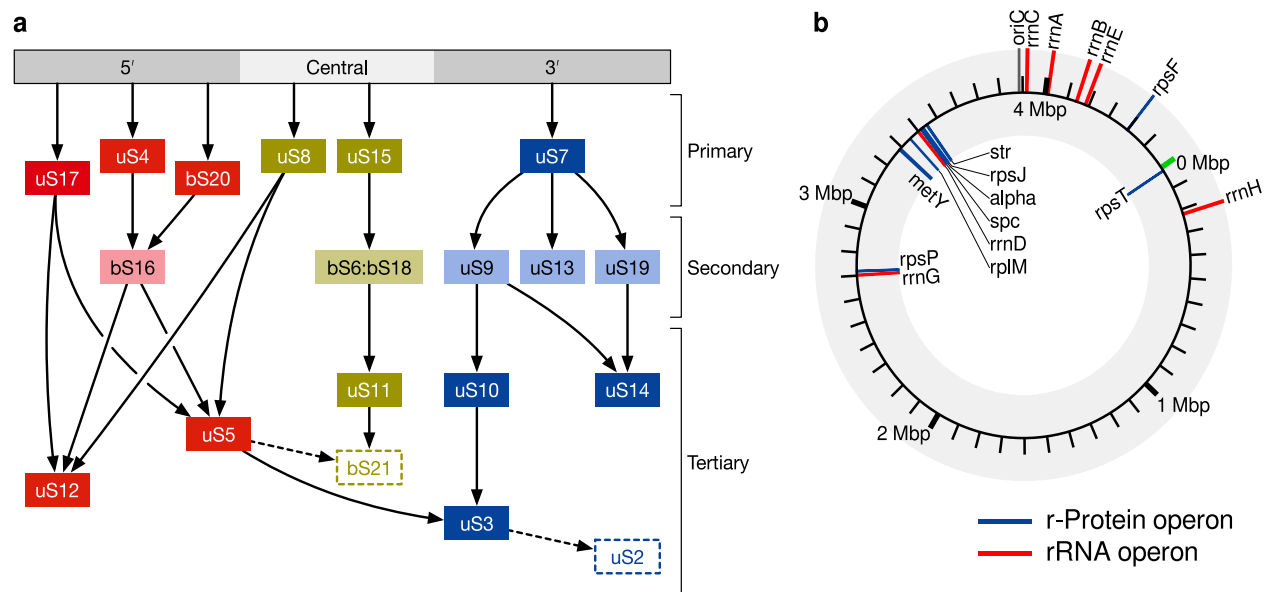 a
5′ Central 3′
uS17
uS4
bS20
uS8
uS15
uS7
Primary
bS16
bS6:bS18
uS9
uS13
uS19
Secondary
uS11
uS10
uS14
uS5
bS21
uS12
uS3
uS2
Tertiary
b
oriC
rrnC
rrnA
rrnB
rrnE
rpsF
4 Mbp
0 Mbp
rpsT
rrnH
str
rpsJ
alpha
spc
rrnD
rplM
metY
3 Mbp
rpsP
rrnG
2 Mbp
1 Mbp
r-Protein operon
rRNA operon